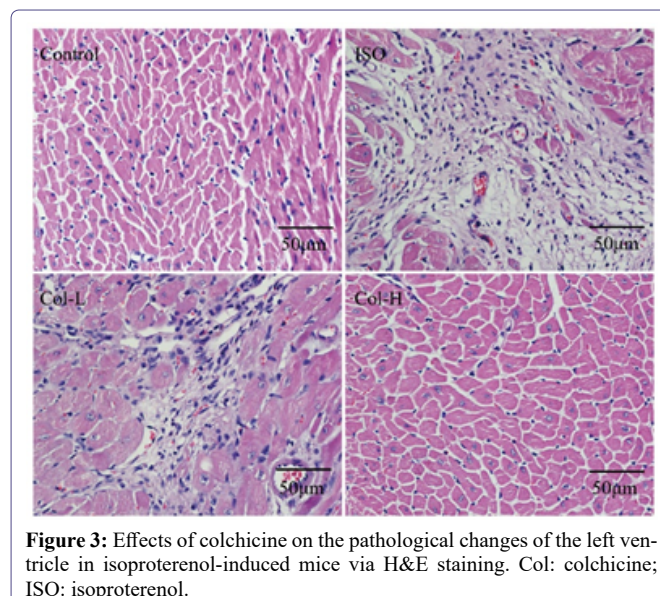 Control
ISO
50μm
50μm
Col-L
Col-H
50μm
50μm
Figure 3: Effects of colchicine on the pathological changes of the left ven-
tricle in isoproterenol-induced mice via H&E staining. Col: colchicine;
ISO: isoproterenol.